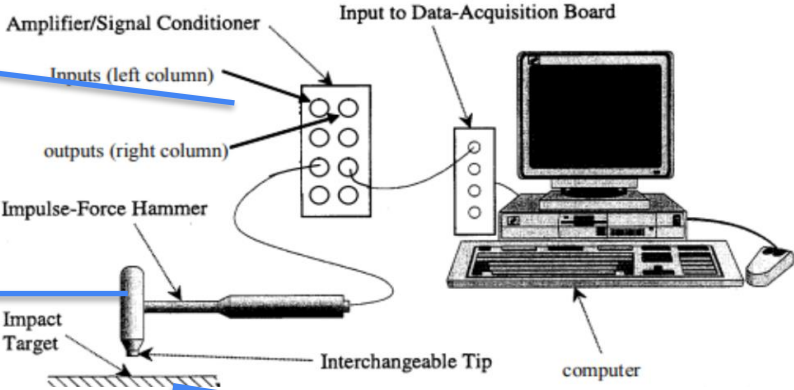 Input to Data-Acquisition Board
Amplifier/Signal Conditioner
Inputs (left column)
outputs (right column)
Impulse-Force Hammer
Impact
Target
Interchangeable Tip
computer